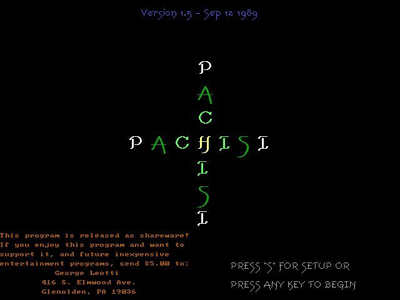 Version 1.5 - Sep 12 1989
P
A
C
PACHISI
I
S
I
This program is released as shareware!
If you enjoy this program and want to
support it, and future inexpensive
entertainment programs, send $5.00 to:
George Leotti
416 S. Elmwood Ave.
Glenolden, PA 19036
PRESS "S" FOR SETUP OR
PRESS ANY KEY TO BEGIN